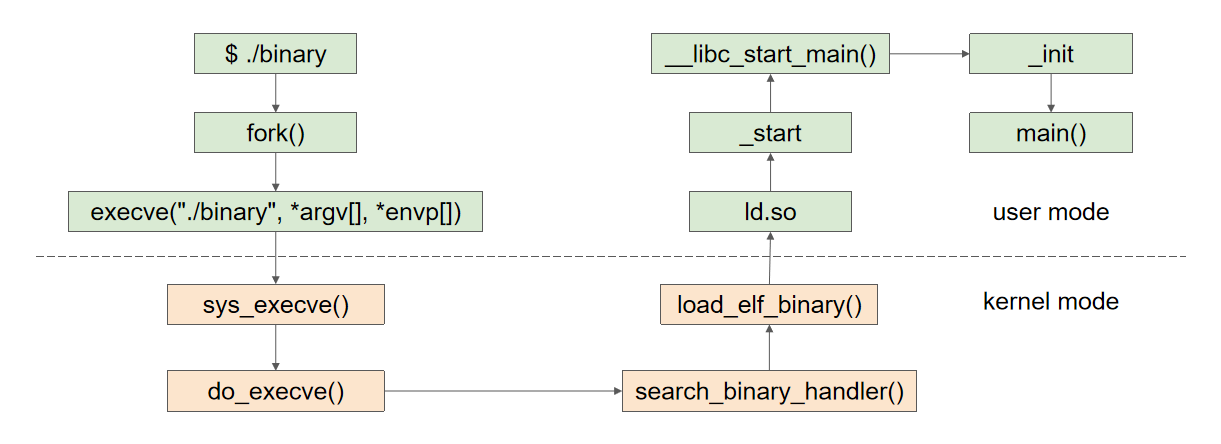 $ ./binary
fork()
execve("./binary", *argv[], *envp[])
sys_execve()
do_execve()
search_binary_handler()
load_elf_binary()
ld.so
_start
__libc_start_main()
_init
main()
user mode
kernel mode